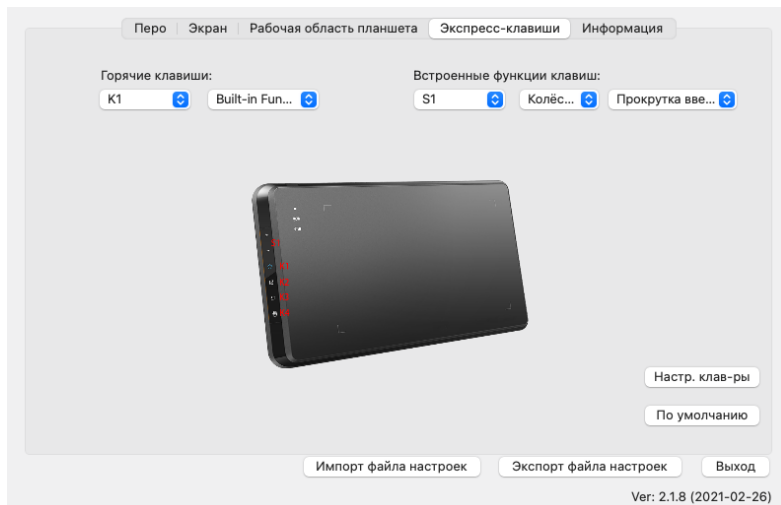 Перо Экран Рабочая область планшета Экспресс-клавиши Информация
Горячие клавиши: Встроенные функции клавиш:
K1 Built-in Fun... S1 Колёс... Прокрутка вве...
Настр. клав-ры
По умолчанию
Импорт файла настроек Экспорт файла настроек Выход
Ver: 2.1.8 (2021-02-26)